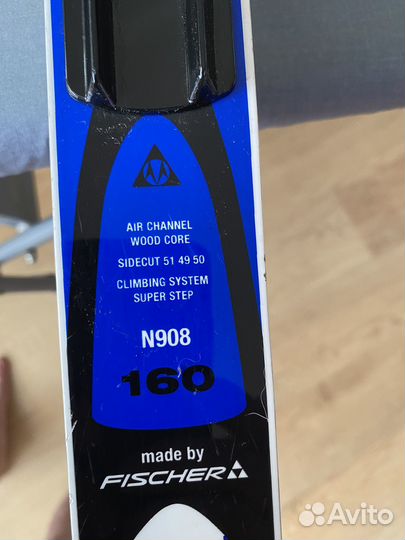 AIR CHANNEL
WOOD CORE
SIDECUT 51 49 50
CLIMBING SYSTEM
SUPER STEP
N908
160
made by
FISCHER
Avito